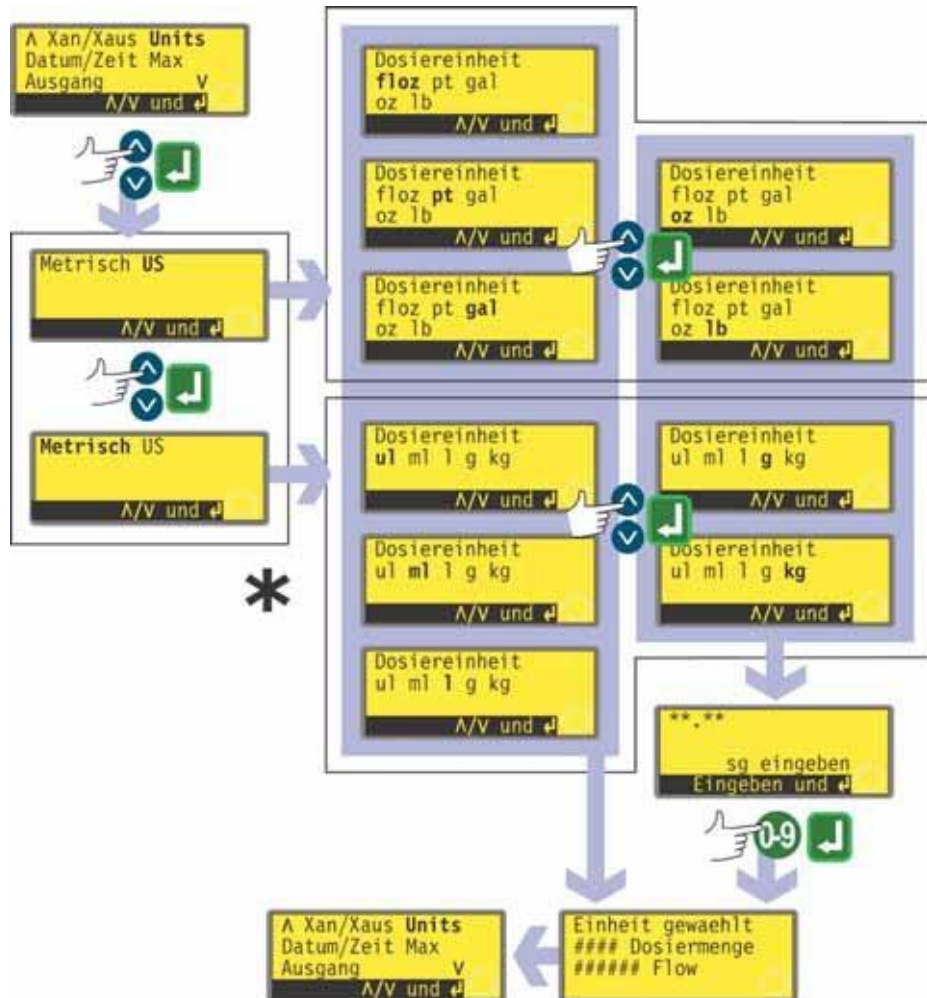 Λ Xan/Xaus Units
Datum/Zeit Max
Ausgang V
Λ/V und ↵
Metrisch US
Λ/V und ↵
Metrisch US
Λ/V und ↵
*
Dosiereinheit
floz pt gal
oz lb
Λ/V und ↵
Dosiereinheit
floz pt gal
oz lb
Λ/V und ↵
Dosiereinheit
floz pt gal
oz lb
Λ/V und ↵
Dosiereinheit
floz pt gal
oz lb
Λ/V und ↵
Dosiereinheit
floz pt gal
oz lb
Λ/V und ↵
Dosiereinheit
ul ml l g kg
Λ/V und ↵
Dosiereinheit
ul ml l g kg
Λ/V und ↵
Dosiereinheit
ul ml l g kg
Λ/V und ↵
Dosiereinheit
ul ml l g kg
Λ/V und ↵
Dosiereinheit
ul ml l g kg
Λ/V und ↵
**.**
sg eingeben
Eingeben und ↵
0-9
Einheit gewaehlt
#### Dosiermenge
###### Flow
Λ Xan/Xaus Units
Datum/Zeit Max
Ausgang V
Λ/V und ↵